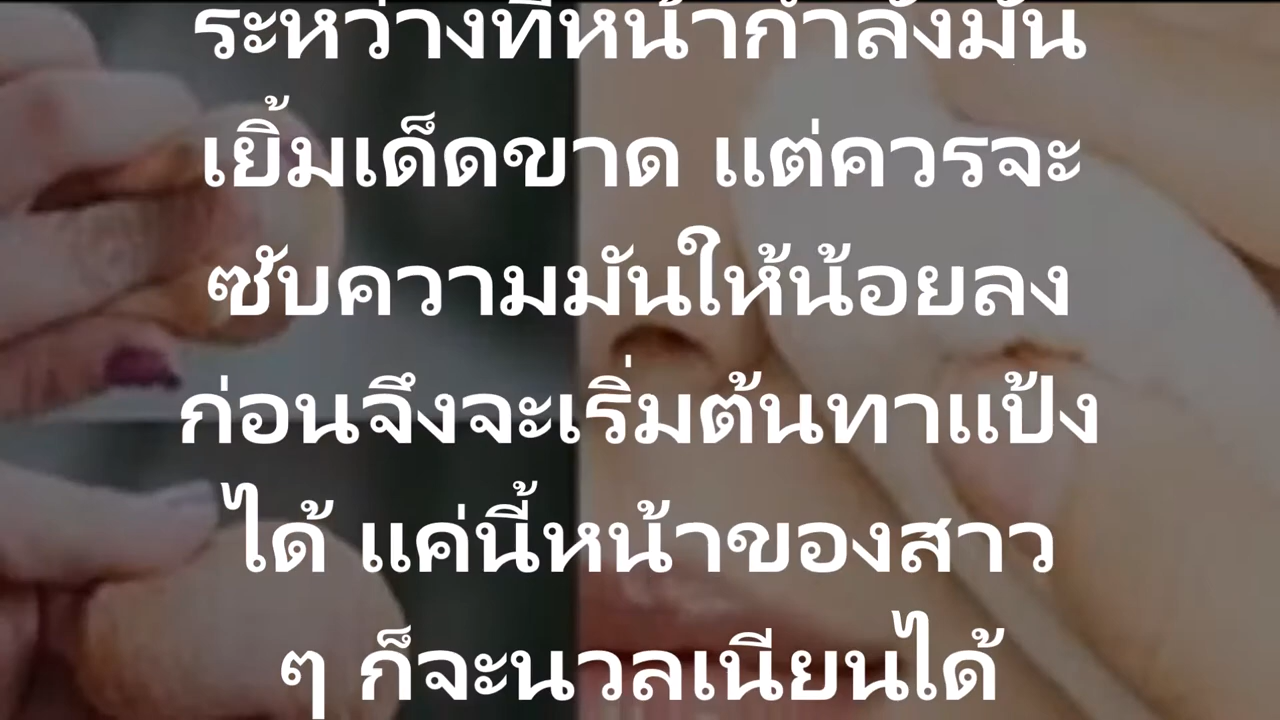 ระหว่างที่หน้ากำลังมัน
เยิ้มเด็ดขาด แต่ควรจะ
ซับความมันให้น้อยลง
ก่อนจึงจะเริ่มต้นทาแป้ง
ได้ แค่นี้หน้าของสาว
ๆ ก็จะนวลเนียนได้